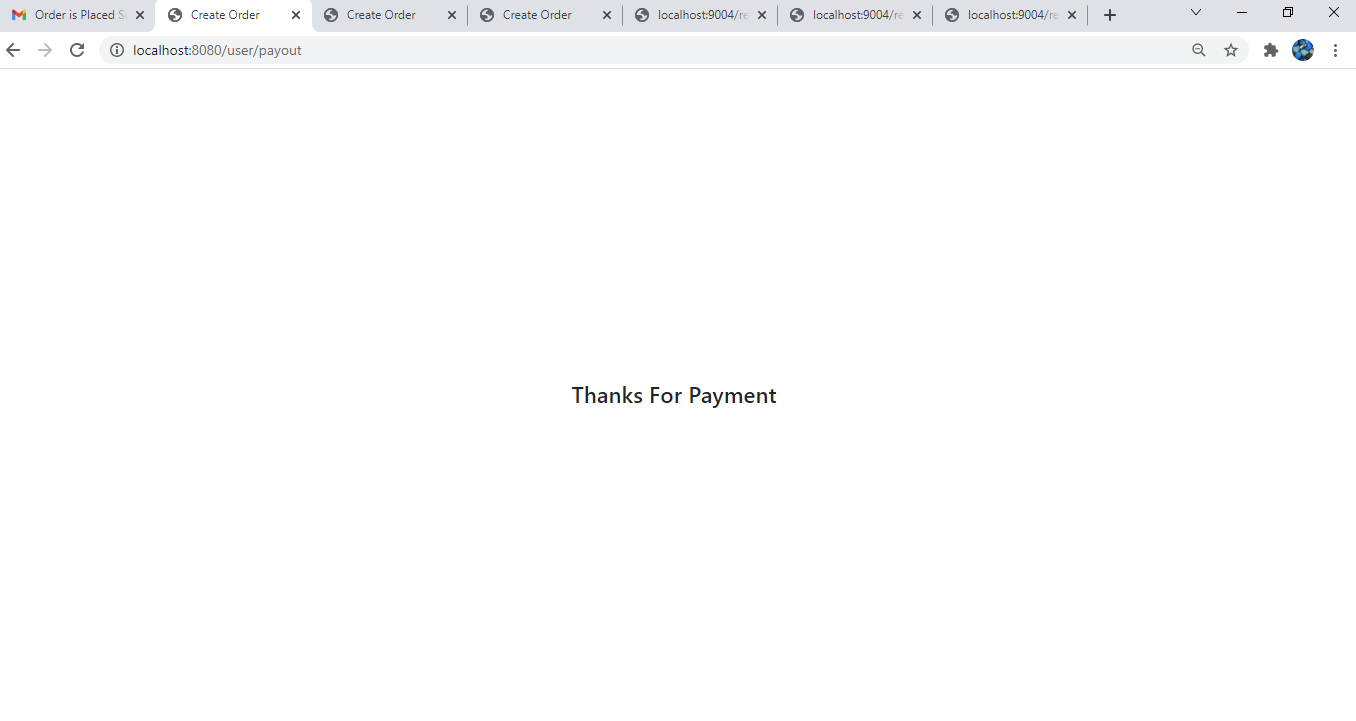 Order is Placed S
Create Order
Create Order
Create Order
localhost:9004/re
localhost:9004/re
localhost:9004/re
localhost:8080/user/payout
Thanks For Payment